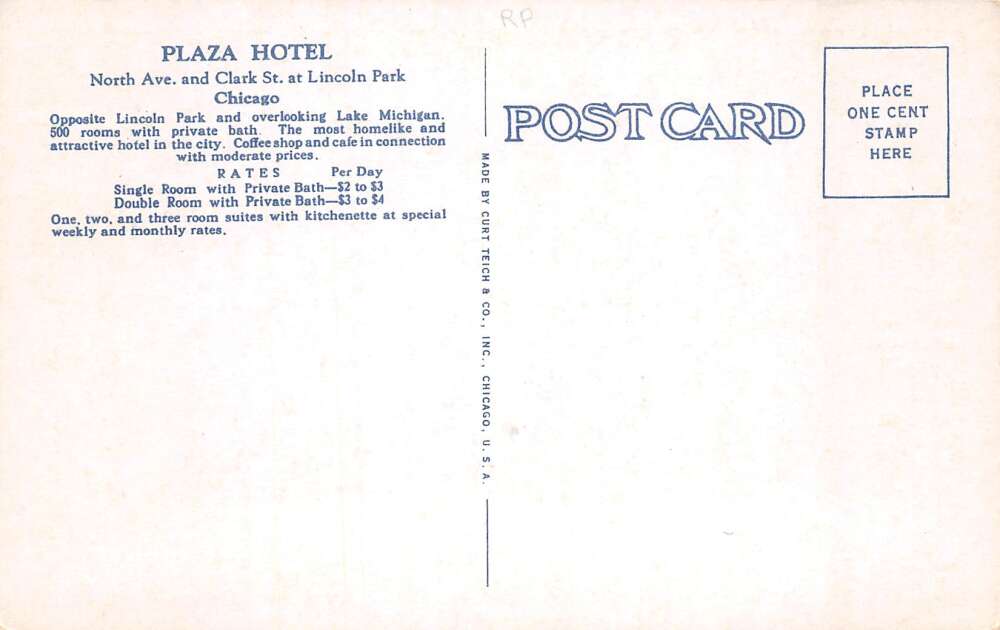 RP
PLAZA HOTEL
North Ave. and Clark St. at Lincoln Park
Chicago
Opposite Lincoln Park and overlooking Lake Michigan.
500 rooms with private bath. The most homelike and
attractive hotel in the city. Coffee shop and cafe in connection
with moderate prices.
RATES Per Day
Single Room with Private Bath—$2 to $3
Double Room with Private Bath—$3 to $4
One, two, and three room suites with kitchenette at special
weekly and monthly rates.
MADE BY CURT TEICH & CO., INC., CHICAGO, U. S. A.
POST CARD
PLACE
ONE CENT
STAMP
HERE